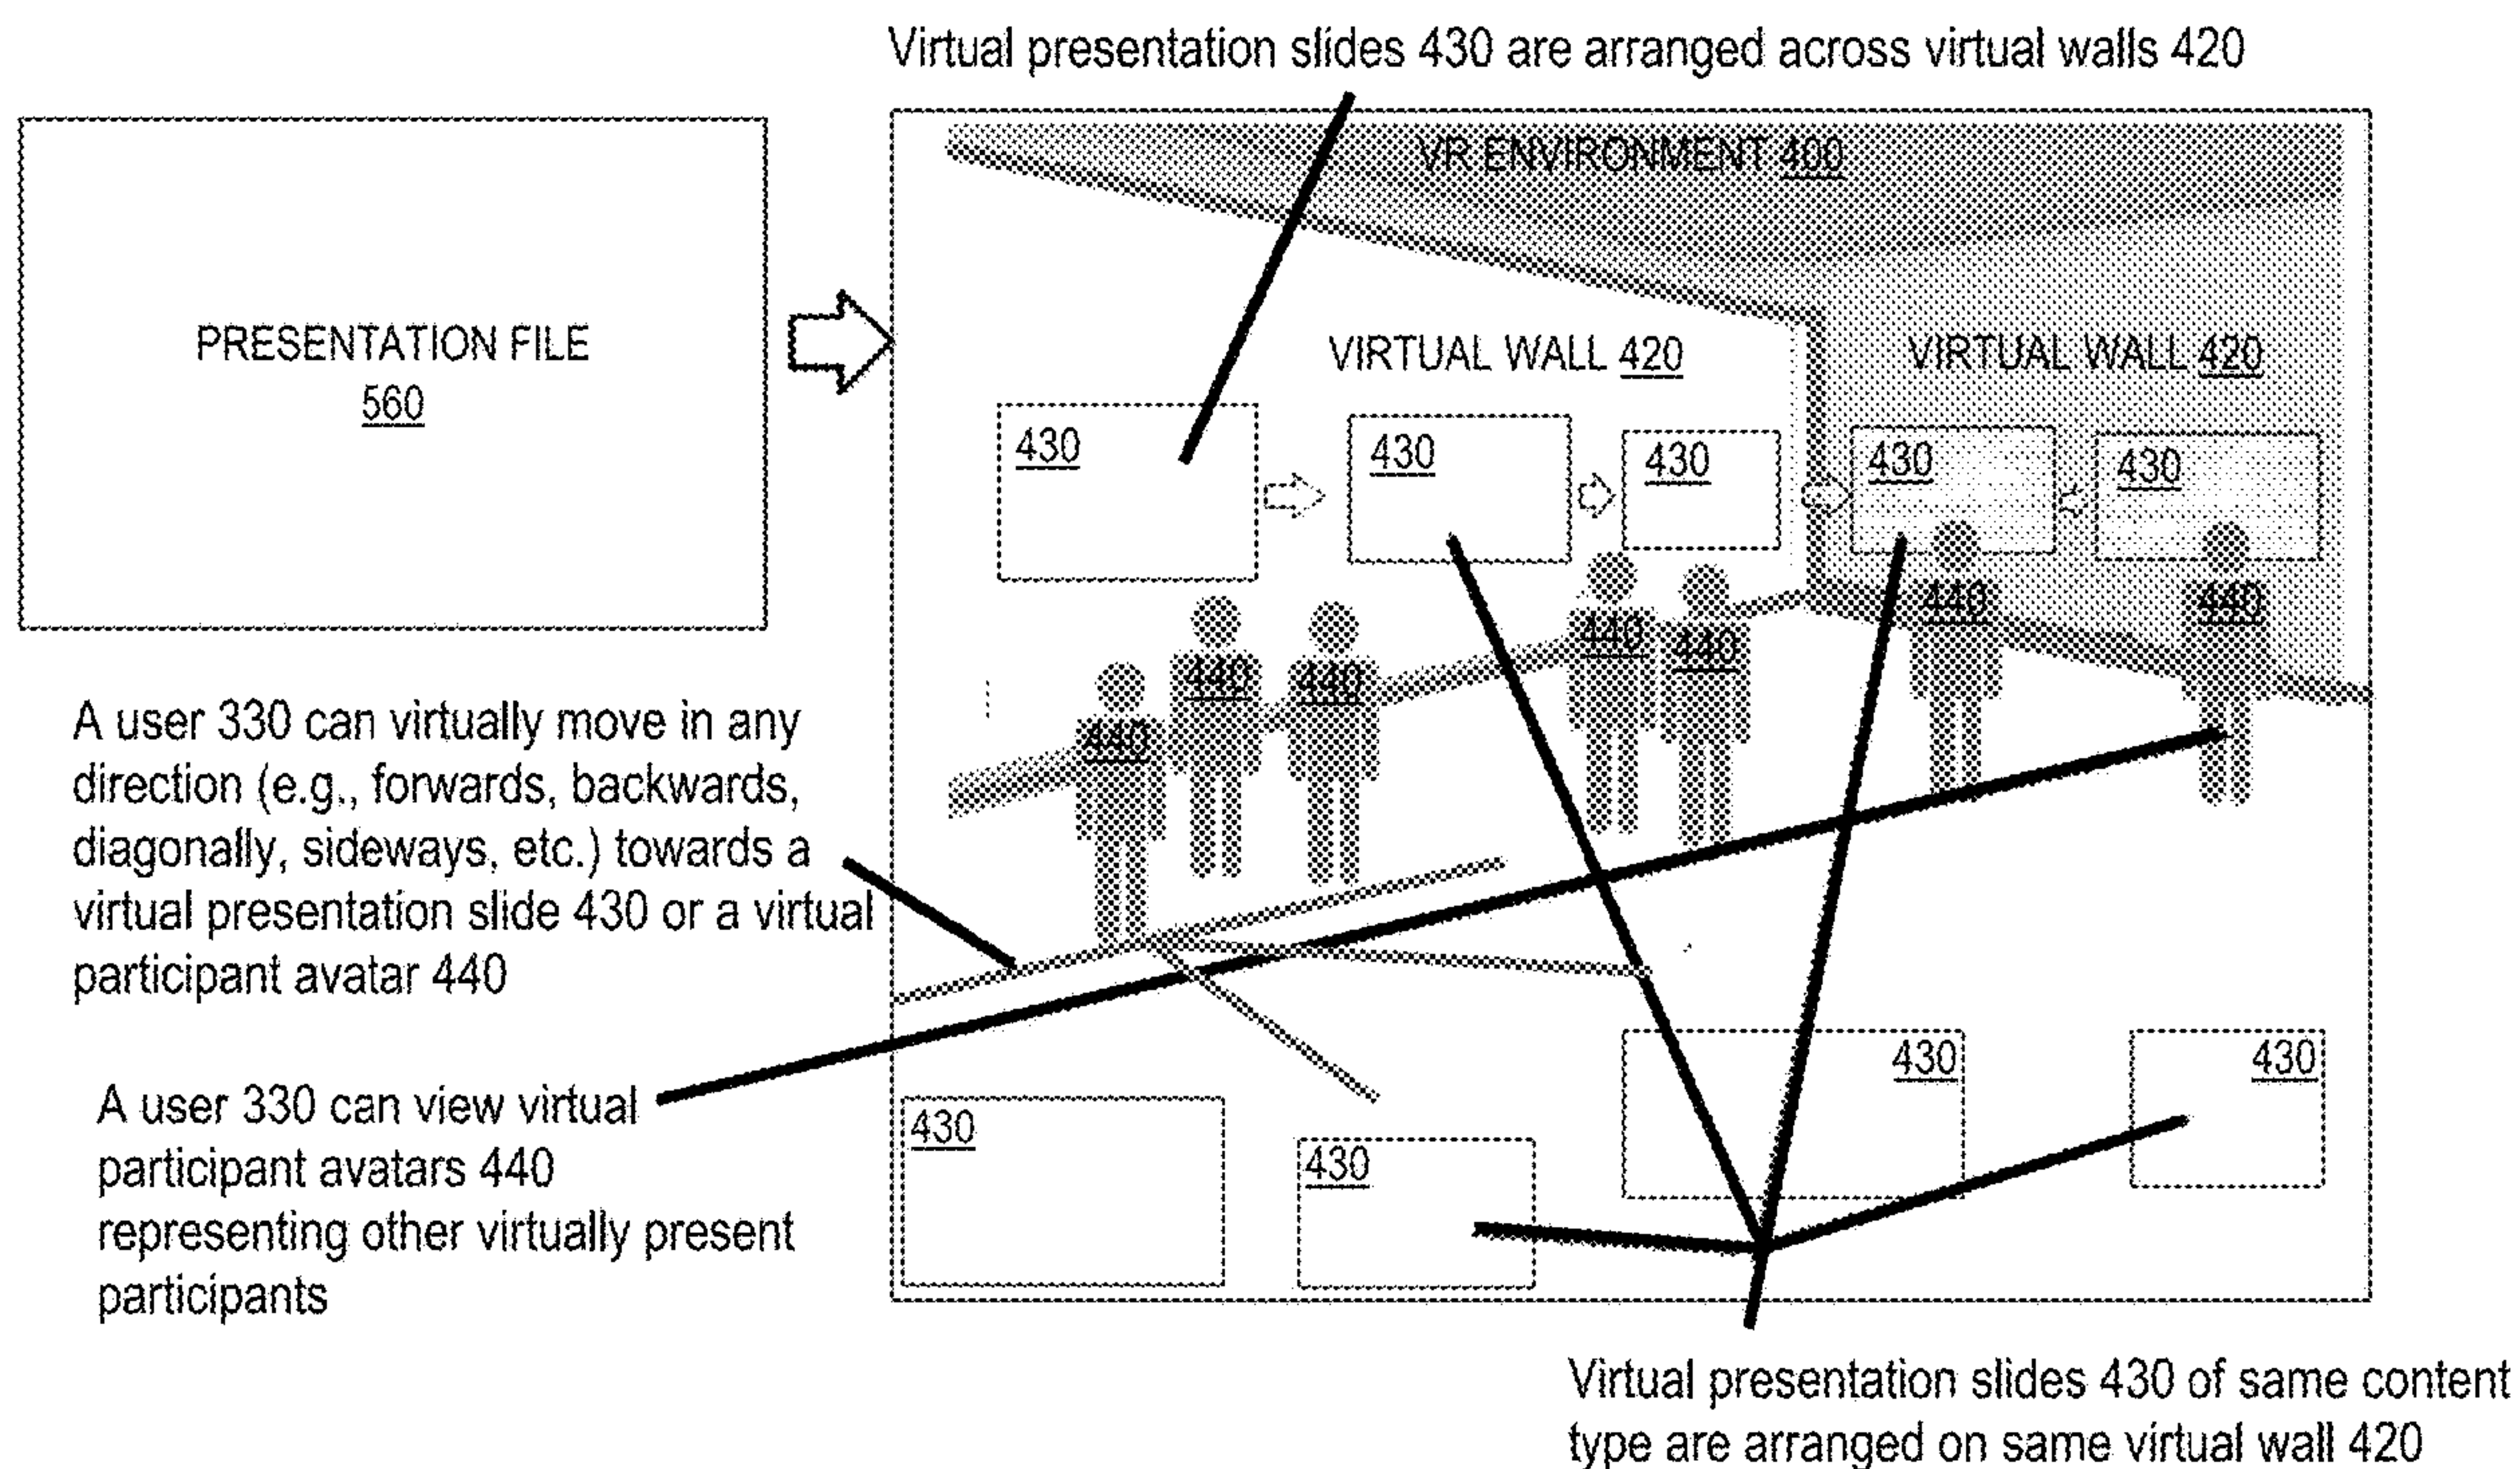 Virtual presentation slides 430 are arranged across virtual walls 420
VR ENVIRONMENT 400
PRESENTATION FILE
560
VIRTUAL WALL 420
VIRTUAL WALL 420
430
430
430
430
430
440
440
440
440
440
440
440
A user 330 can virtually move in any
direction (e.g., forwards, backwards,
diagonally, sideways, etc.) towards a
virtual presentation slide 430 or a virtual
participant avatar 440
A user 330 can view virtual
participant avatars 440
representing other virtually present
participants
430
430
430
430
Virtual presentation slides 430 of same content
type are arranged on same virtual wall 420